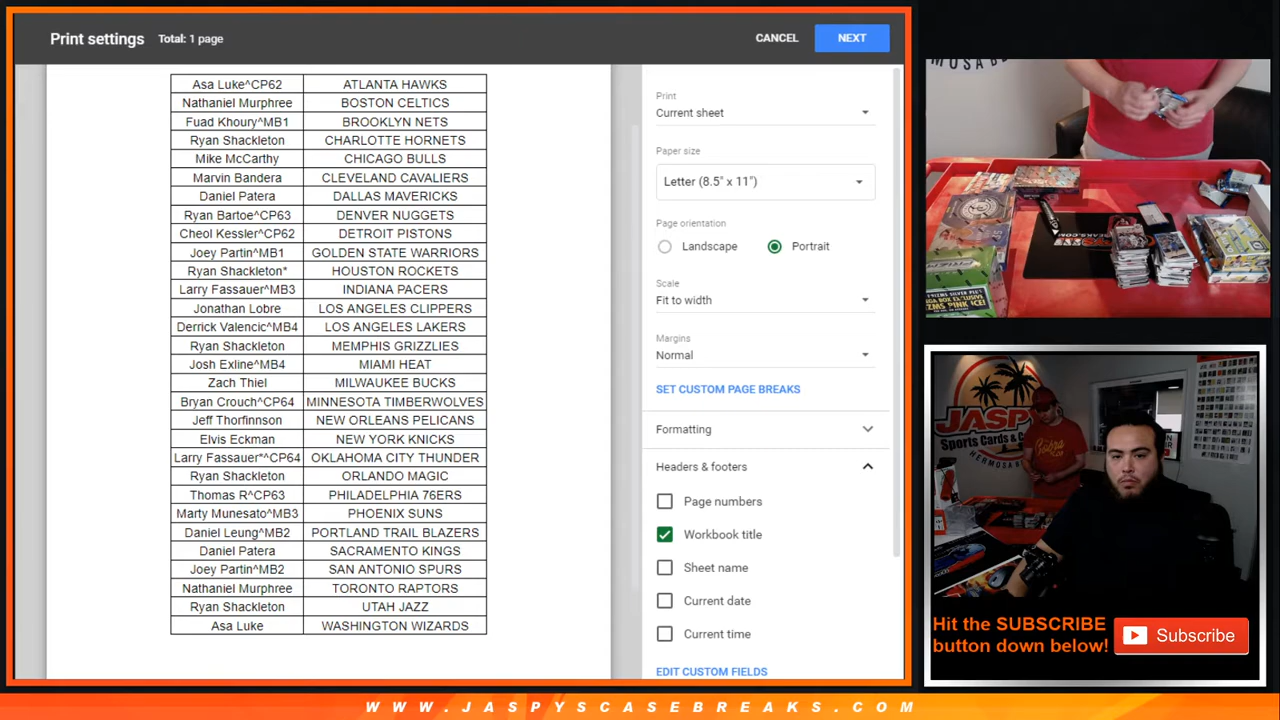 Print settings Total: 1 page CANCEL NEXT
Asa Luke^CP62 ATLANTA HAWKS
Nathaniel Murphree BOSTON CELTICS
Fuad Khoury^MB1 BROOKLYN NETS
Ryan Shackleton CHARLOTTE HORNETS
Mike McCarthy CHICAGO BULLS
Marvin Bandera CLEVELAND CAVALIERS
Daniel Patera DALLAS MAVERICKS
Ryan Bartoe^CP63 DENVER NUGGETS
Cheol Kessler^CP62 DETROIT PISTONS
Joey Partin^MB1 GOLDEN STATE WARRIORS
Ryan Shackleton* HOUSTON ROCKETS
Larry Fassauer^MB3 INDIANA PACERS
Jonathan Lobre LOS ANGELES CLIPPERS
Derrick Valencic^MB4 LOS ANGELES LAKERS
Ryan Shackleton MEMPHIS GRIZZLIES
Josh Exline^MB4 MIAMI HEAT
Zach Thiel MILWAUKEE BUCKS
Bryan Crouch^CP64 MINNESOTA TIMBERWOLVES
Jeff Thorfinnson NEW ORLEANS PELICANS
Elvis Eckman NEW YORK KNICKS
Larry Fassauer*^CP64 OKLAHOMA CITY THUNDER
Ryan Shackleton ORLANDO MAGIC
Thomas R^CP63 PHILADELPHIA 76ERS
Marty Munesato^MB3 PHOENIX SUNS
Daniel Leung^MB2 PORTLAND TRAIL BLAZERS
Daniel Patera SACRAMENTO KINGS
Joey Partin^MB2 SAN ANTONIO SPURS
Nathaniel Murphree TORONTO RAPTORS
Ryan Shackleton UTAH JAZZ
Asa Luke WASHINGTON WIZARDS
Print
Current sheet
Paper size
Letter (8.5" x 11")
Page orientation
Landscape Portrait
Scale
Fit to width
Margins
Normal
SET CUSTOM PAGE BREAKS
Formatting
Headers & footers
Page numbers
Workbook title
Sheet name
Current date
Current time
EDIT CUSTOM FIELDS
JASPY
Sports Cards & C
HERMOSA
Hit the SUBSCRIBE
button down below!
Subscribe
WWW.JASPYSCASEBREAKS.COM